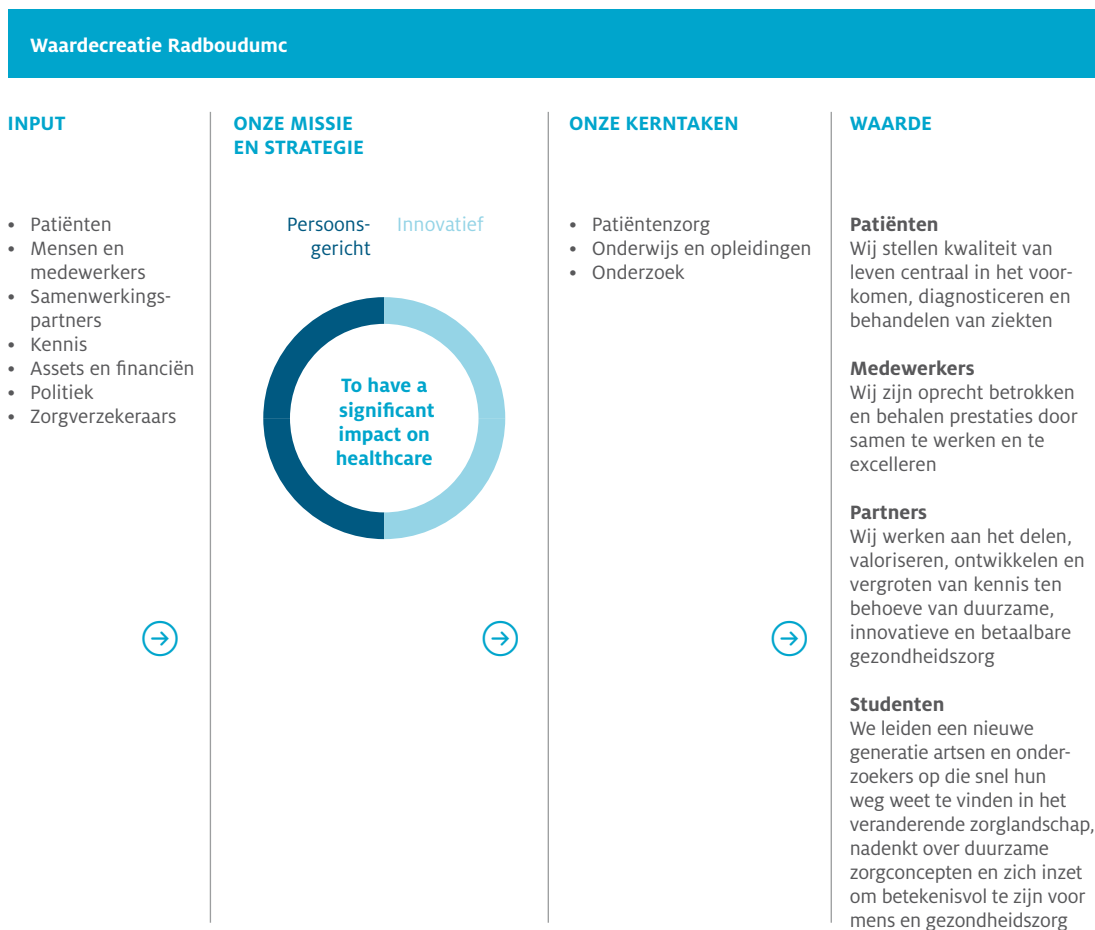 Waardecreatie Radboudumc
INPUT
• Patiënten
• Mensen en
medewerkers
• Samenwerkings-
partners
• Kennis
• Assets en financiën
• Politiek
• Zorgverzekeraars
ONZE MISSIE
EN STRATEGIE
Persoons-
gericht
Innovatief
To have a
significant
impact on
healthcare
ONZE KERNTAKEN
• Patiëntenzorg
• Onderwijs en opleidingen
• Onderzoek
WAARDE
Patiënten
Wij stellen kwaliteit van
leven centraal in het voor-
komen, diagnosticeren en
behandelen van ziekten
Medewerkers
Wij zijn oprecht betrokken
en behalen prestaties door
samen te werken en te
excelleren
Partners
Wij werken aan het delen,
valoriseren, ontwikkelen en
vergroten van kennis ten
behoeve van duurzame,
innovatieve en betaalbare
gezondheidszorg
Studenten
We leiden een nieuwe
generatie artsen en onder-
zoekers op die snel hun
weg weet te vinden in het
veranderende zorglandschap,
nadenkt over duurzame
zorgconcepten en zich inzet
om betekenisvol te zijn voor
mens en gezondheidszorg